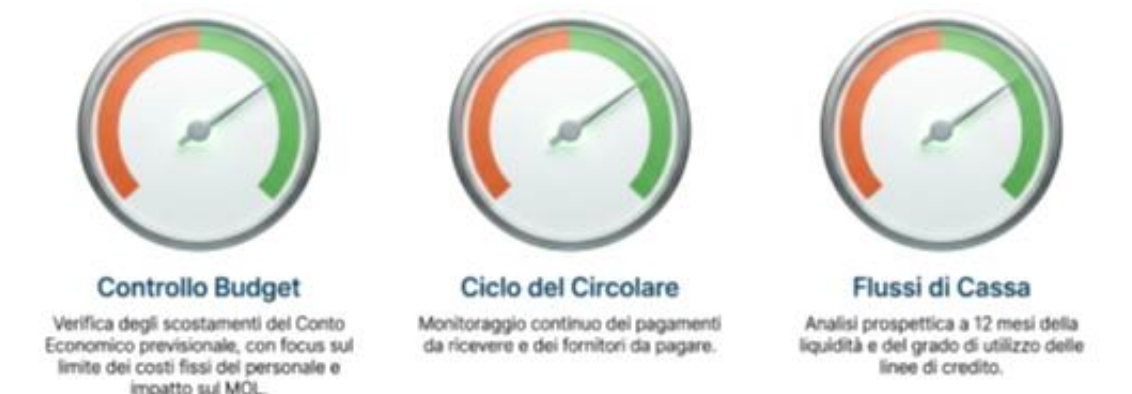 Controllo Budget
Verifica degli scostamenti del Conto
Economico previsionale, con focus sul
limite dei costi fissi del personale e
impatto sul MOL.
Ciclo del Circolare
Monitoraggio continuo dei pagamenti
da ricevere e dei fornitori da pagare.
Flussi di Cassa
Analisi prospettica a 12 mesi della
liquidità e del grado di utilizzo delle
linee di credito.